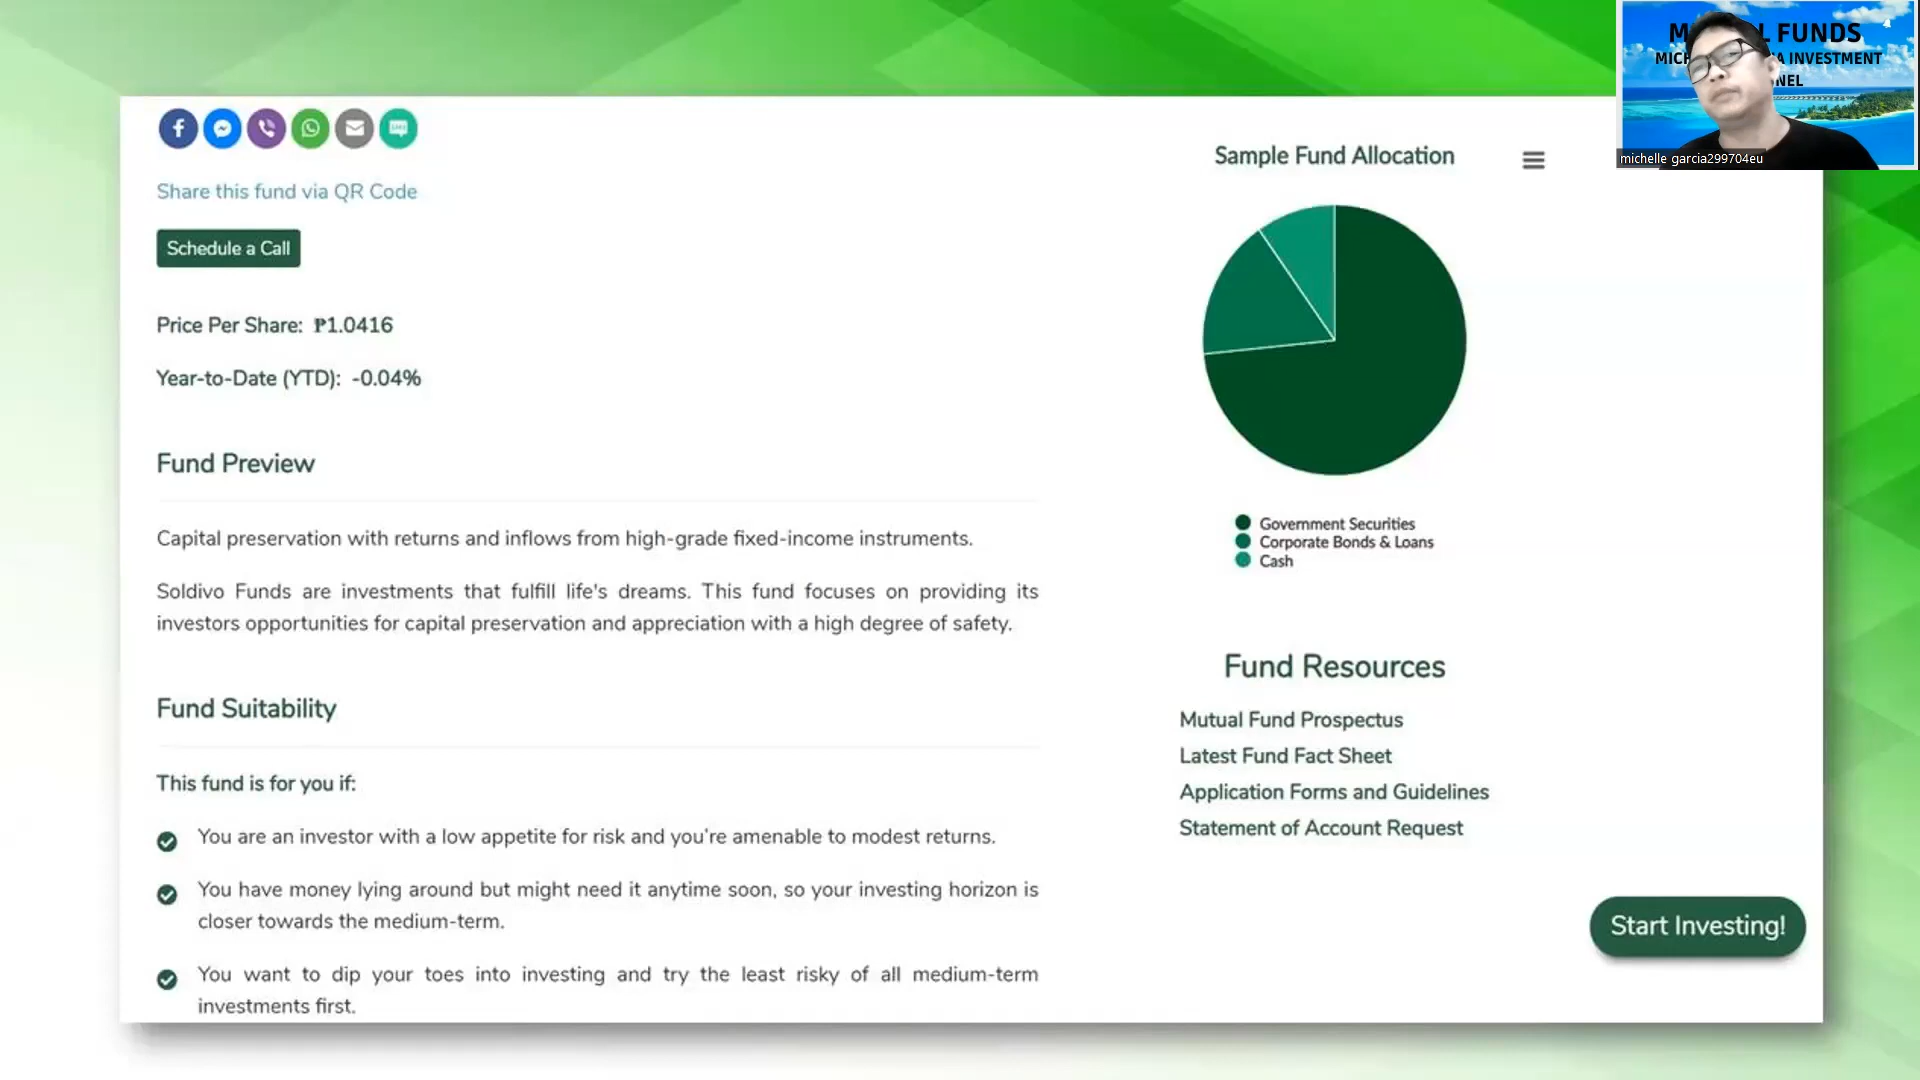 Share this fund via QR Code
Schedule a Call
Price Per Share: ₱1.0416
Year-to-Date (YTD): -0.04%
Fund Preview
Capital preservation with returns and inflows from high-grade fixed-income instruments.
Soldivo Funds are investments that fulfill life's dreams. This fund focuses on providing its
investors opportunities for capital preservation and appreciation with a high degree of safety.
Fund Suitability
This fund is for you if:
You are an investor with a low appetite for risk and you're amenable to modest returns.
You have money lying around but might need it anytime soon, so your investing horizon is
closer towards the medium-term.
You want to dip your toes into investing and try the least risky of all medium-term
investments first.
Sample Fund Allocation
Government Securities
Corporate Bonds & Loans
Cash
Fund Resources
Mutual Fund Prospectus
Latest Fund Fact Sheet
Application Forms and Guidelines
Statement of Account Request
Start Investing!
FUNDS
INVESTMENT
michelle garcia299704eu